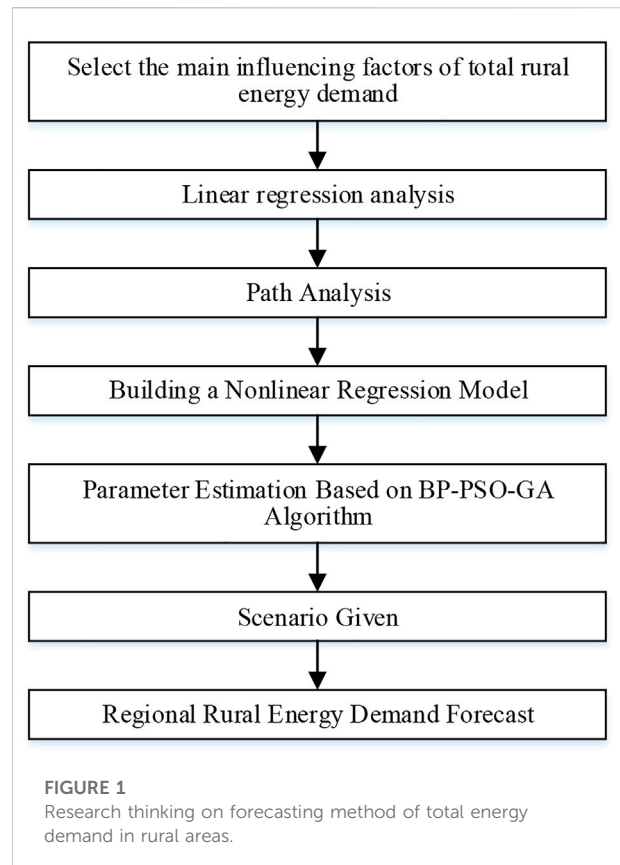 Select the main influencing factors of total rural
energy demand
Linear regression analysis
Path Analysis
Building a Nonlinear Regression Model
Parameter Estimation Based on BP-PSO-GA
Algorithm
Scenario Given
Regional Rural Energy Demand Forecast
FIGURE 1
Research thinking on forecasting method of total energy
demand in rural areas.